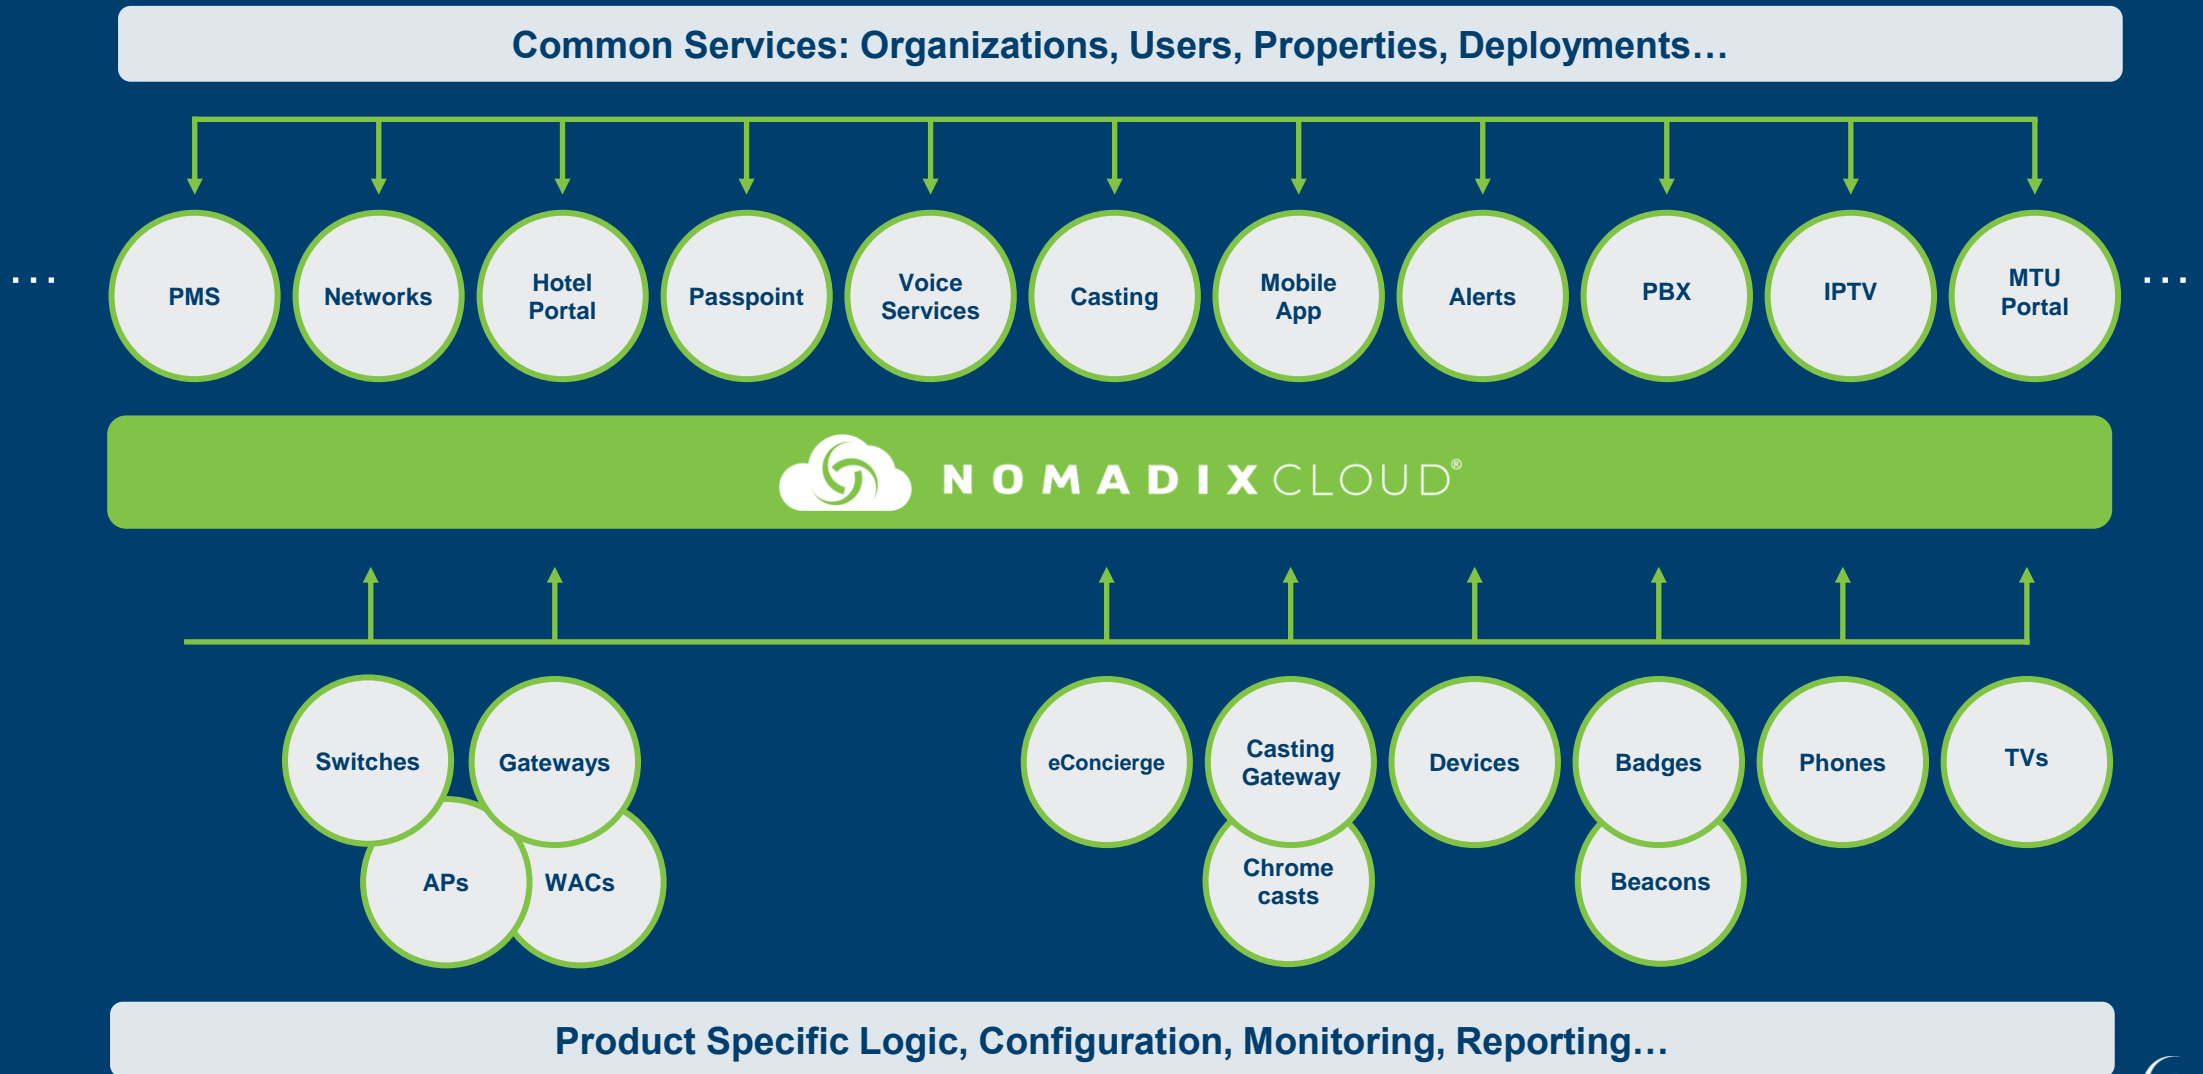 Common Services: Organizations, Users, Properties, Deployments…
...
PMS
Networks
Hotel
Portal
Passpoint
Voice
Services
Casting
Mobile
App
Alerts
PBX
IPTV
MTU
Portal
...
NOMADIXCLOUD®
Switches
Gateways
APs
WACs
eConcierge
Casting
Gateway
Chrome
casts
Devices
Badges
Beacons
Phones
TVs
Product Specific Logic, Configuration, Monitoring, Reporting…